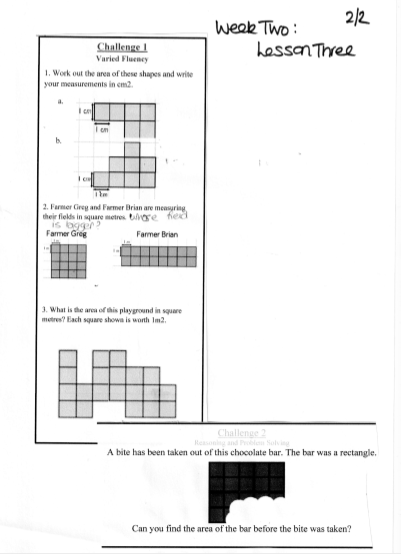 2/2
Week Two:
Lesson Three
Challenge 1
Varied Fluency
1. Work out the area of these shapes and write
your measurements in cm2.
a.
1 cm
1 cm
b.
1 cm
2. Farmer Greg and Farmer Brian are measuring
their fields in square metres. Whose field
is bigger?
Farmer Greg Farmer Brian
3. What is the area of this playground in square
metres? Each square shown is worth 1m2.
Challenge 2
Reasoning and Problem Solving
A bite has been taken out of this chocolate bar. The bar was a rectangle.
Can you find the area of the bar before the bite was taken?